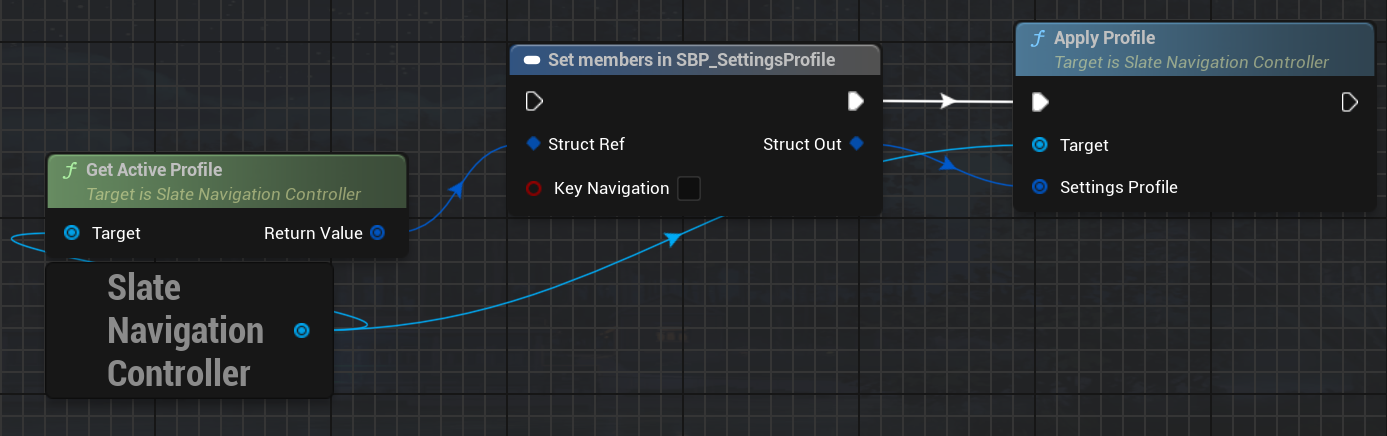 Set members in SBP_SettingsProfile
Struct Ref
Struct Out
Key Navigation
Apply Profile
Target is Slate Navigation Controller
Target
Settings Profile
Get Active Profile
Target is Slate Navigation Controller
Target
Return Value
Slate
Navigation
Controller